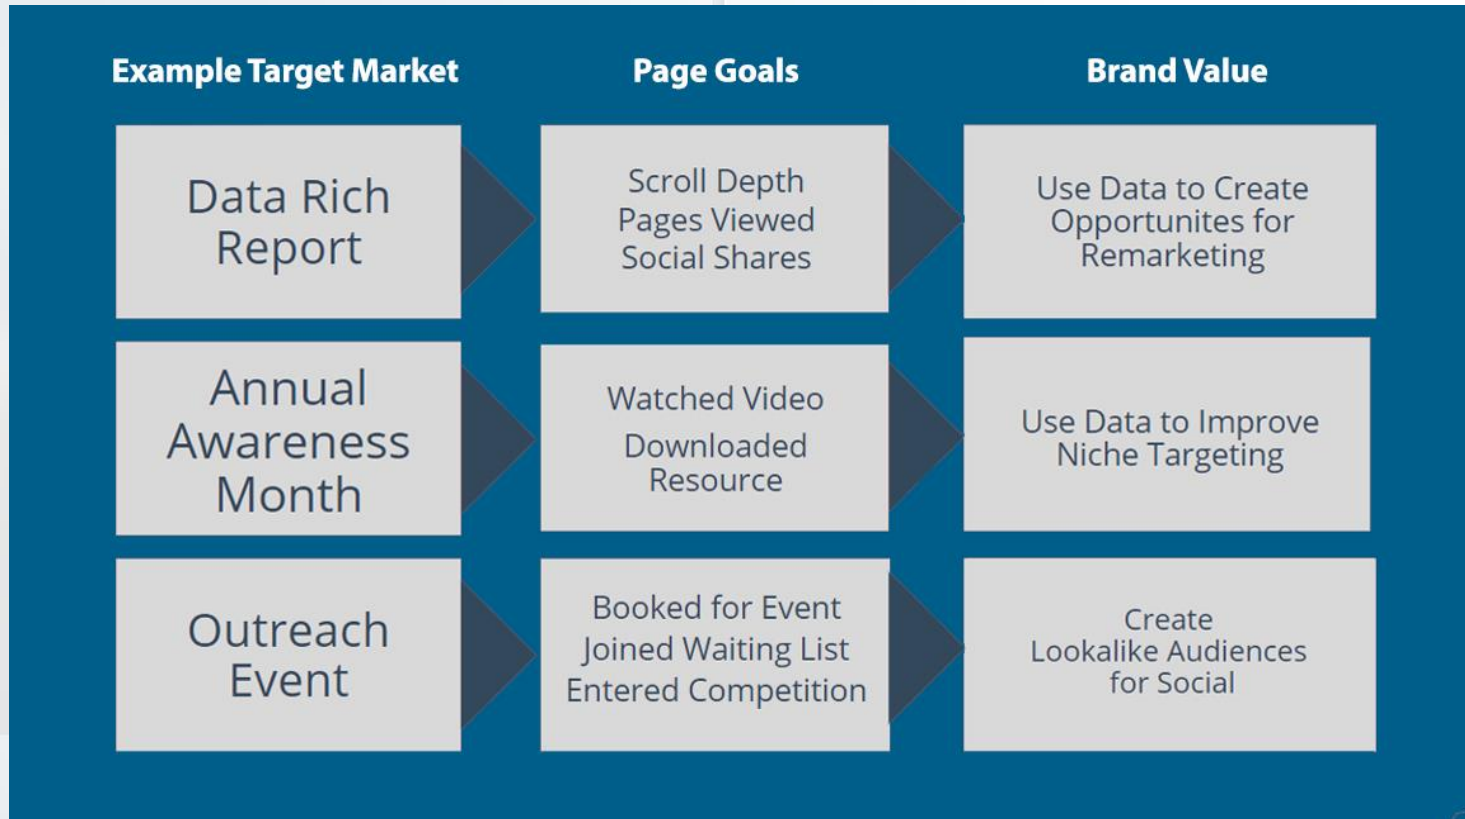 Example Target Market
Page Goals
Brand Value
Data Rich
Report
Scroll Depth
Pages Viewed
Social Shares
Use Data to Create
Opportunites for
Remarketing
Annual
Awareness
Month
Watched Video
Downloaded
Resource
Use Data to Improve
Niche Targeting
Outreach
Event
Booked for Event
Joined Waiting List
Entered Competition
Create
Lookalike Audiences
for Social